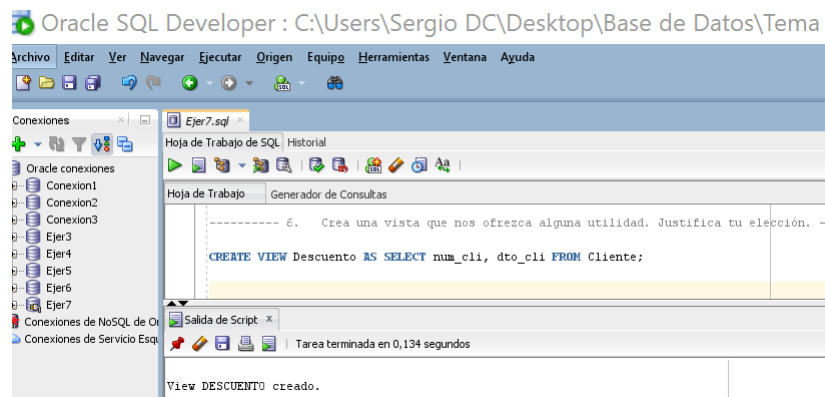 Oracle SQL Developer : C:\Users\Sergio DC\Desktop\Base de Datos\Tema
Archivo Editar Ver Navegar Ejecutar Origen Equipo Herramientas Ventana Ayuda
Conexiones
Ejer7.sql
Hoja de Trabajo de SQL Historial
Oracle conexiones
Conexion1
Conexion2
Conexion3
Ejer3
Ejer4
Ejer5
Ejer6
Ejer7
Conexiones de NoSQL de
Conexiones de Servicio
Hoja de Trabajo Generador de Consultas
---------- 6. Crea una vista que nos ofrezca alguna utilidad. Justifica tu elección. -
CREATE VIEW Descuento AS SELECT num_cli, dto_cli FROM Cliente;
Salida de Script x
Tarea terminada en 0,134 segundos
View DESCUENTO creado.